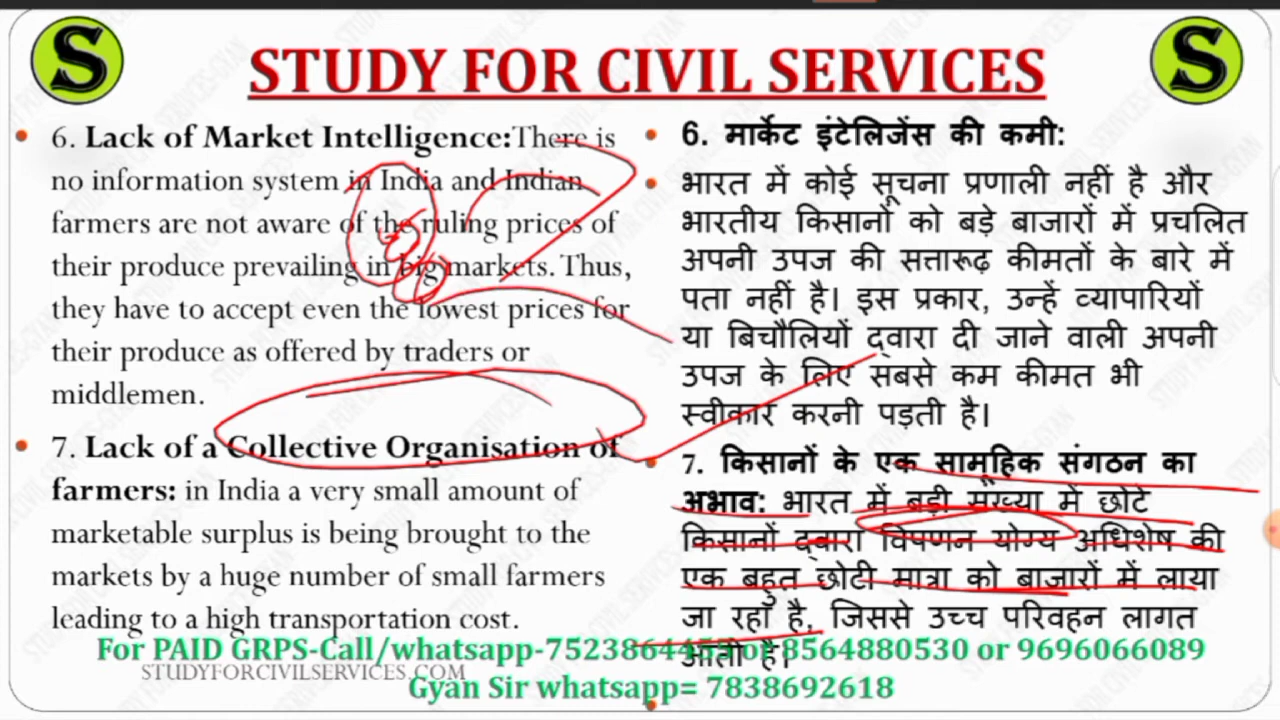 S
STUDY FOR CIVIL SERVICES
S
6. Lack of Market Intelligence:There is
no information system in India and Indian
farmers are not aware of the ruling prices of
their produce prevailing in big markets. Thus,
they have to accept even the lowest prices for
their produce as offered by traders or
middlemen.
7. Lack of a Collective Organisation of
farmers: in India a very small amount of
marketable surplus is being brought to the
markets by a huge number of small farmers
leading to a high transportation cost.
6. मार्केट इंटेलिजेंस की कमी:
भारत में कोई सूचना प्रणाली नहीं है और
भारतीय किसानों को बड़े बाजारों में प्रचलित
अपनी उपज की सत्तारूढ़ कीमतों के बारे में
पता नहीं है। इस प्रकार, उन्हें व्यापारियों
या बिचौलियों द्वारा दी जाने वाली अपनी
उपज के लिए सबसे कम कीमत भी
स्वीकार करनी पड़ती है।
7. किसानों के एक सामूहिक संगठन का
अभाव: भारत में बड़ी संख्या में छोटे
किसानों द्वारा विपणन योग्य अधिशेष की
एक बहुत छोटी मात्रा को बाजारों में लाया
जा रहा है, जिससे उच्च परिवहन लागत
आती है।
For PAID GRPS-Call/whatsapp-7523864455 or 8564880530 or 9696066089
STUDYFORCIVILSERVICES.COM
Gyan Sir whatsapp= 7838692618